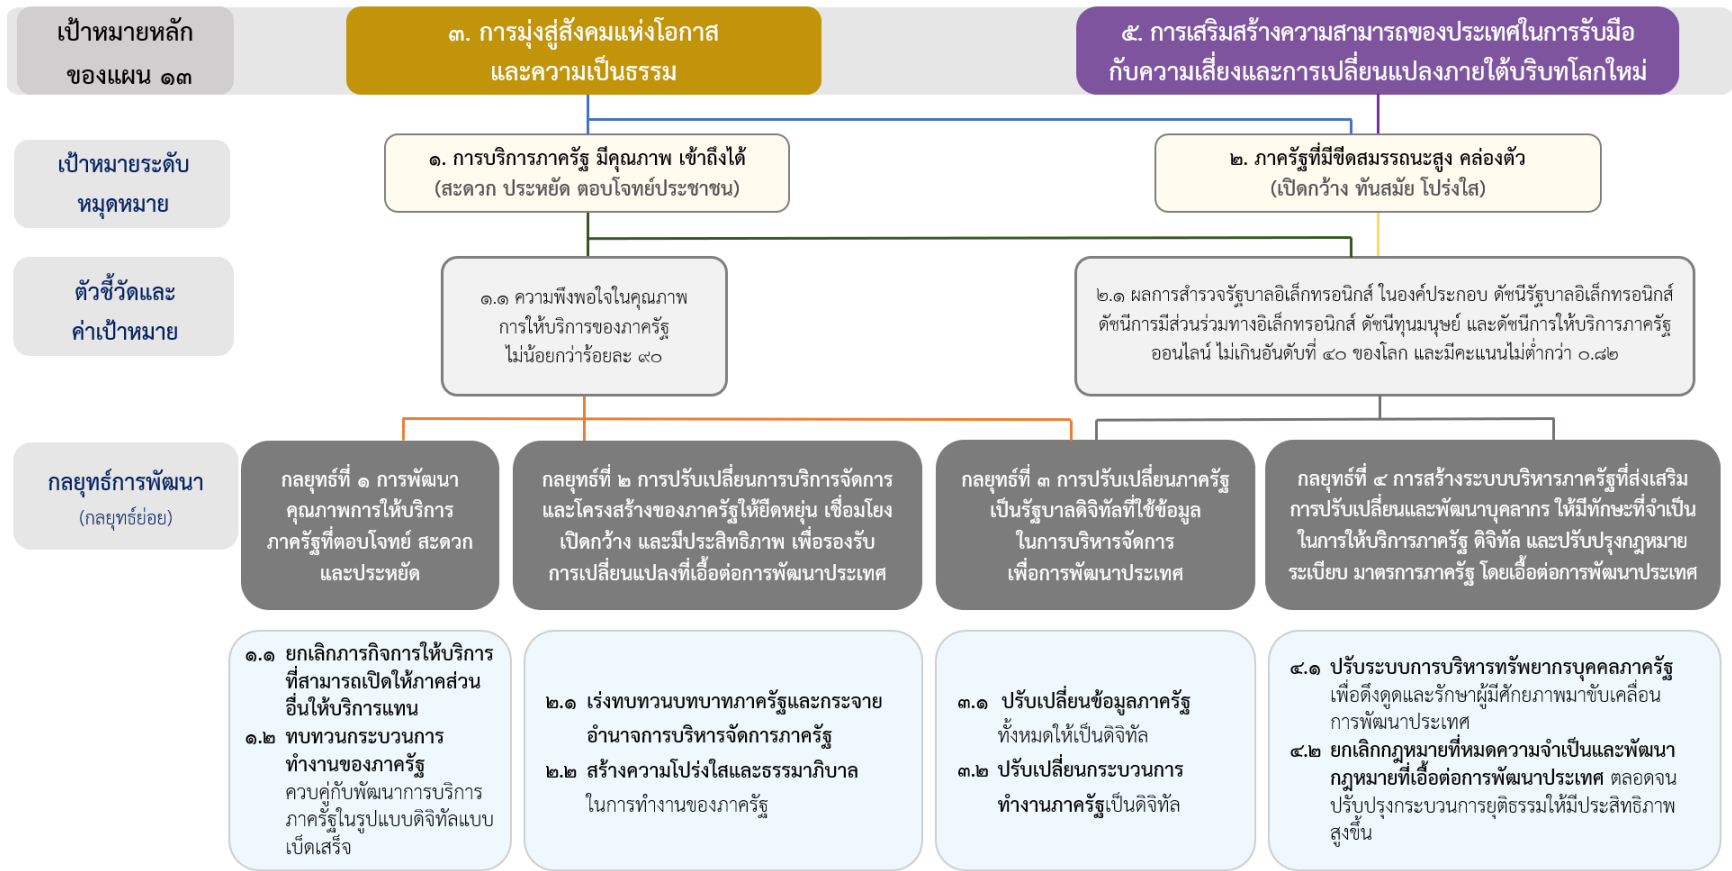 เป้าหมายหลัก
ของแผน ๑๓
๓. การมุ่งสู่สังคมแห่งโอกาส
และความเป็นธรรม
๕. การเสริมสร้างความสามารถของประเทศในการรับมือ
กับความเสี่ยงและการเปลี่ยนแปลงภายใต้บริบทโลกใหม่
เป้าหมายระดับ
หมุดหมาย
๑. การบริการภาครัฐ มีคุณภาพ เข้าถึงได้
(สะดวก ประหยัด ตอบโจทย์ประชาชน)
๒. ภาครัฐที่มีขีดสมรรถนะสูง คล่องตัว
(เปิดกว้าง ทันสมัย โปร่งใส)
ตัวชี้วัดและ
ค่าเป้าหมาย
๑.๑ ความพึงพอใจในคุณภาพ
การให้บริการของภาครัฐ
ไม่น้อยกว่าร้อยละ ๙๐
๒.๑ ผลการสำรวจรัฐบาลอิเล็กทรอนิกส์ ในองค์ประกอบ ดัชนีรัฐบาลอิเล็กทรอนิกส์
ดัชนีการมีส่วนร่วมทางอิเล็กทรอนิกส์ ดัชนีทุนมนุษย์ และดัชนีการให้บริการภาครัฐ
ออนไลน์ ไม่เกินอันดับที่ ๔๐ ของโลก และมีคะแนนไม่ต่ำกว่า ๐.๘๒
กลยุทธ์การพัฒนา
(กลยุทธ์ย่อย)
กลยุทธ์ที่ ๑ การพัฒนา
คุณภาพการให้บริการ
ภาครัฐที่ตอบโจทย์ สะดวก
และประหยัด
กลยุทธ์ที่ ๒ การปรับเปลี่ยนการบริหารจัดการ
และโครงสร้างของภาครัฐให้ยืดหยุ่น เชื่อมโยง
เปิดกว้าง และมีประสิทธิภาพ เพื่อรองรับ
การเปลี่ยนแปลงที่เอื้อต่อการพัฒนาประเทศ
กลยุทธ์ที่ ๓ การปรับเปลี่ยนภาครัฐ
เป็นรัฐบาลดิจิทัลที่ใช้ข้อมูล
ในการบริหารจัดการ
เพื่อการพัฒนาประเทศ
กลยุทธ์ที่ ๔ การสร้างระบบบริหารภาครัฐที่ส่งเสริม
การปรับเปลี่ยนและพัฒนาบุคลากร ให้มีทักษะที่จำเป็น
ในการให้บริการภาครัฐ ดิจิทัล และปรับปรุงกฎหมาย
ระเบียบ มาตรการภาครัฐ โดยเอื้อต่อการพัฒนาประเทศ
๑.๑ ยกเลิกภารกิจการให้บริการ
ที่สามารถเปิดให้ภาคส่วน
อื่นให้บริการแทน
๑.๒ ทบทวนกระบวนการ
ทำงานของภาครัฐ
ควบคู่กับพัฒนาการบริการ
ภาครัฐในรูปแบบดิจิทัลแบบ
เบ็ดเสร็จ
๒.๑ เร่งทบทวนบทบาทภาครัฐและกระจาย
อำนาจการบริหารจัดการภาครัฐ
๒.๒ สร้างความโปร่งใสและธรรมาภิบาล
ในการทำงานของภาครัฐ
๓.๑ ปรับเปลี่ยนข้อมูลภาครัฐ
ทั้งหมดให้เป็นดิจิทัล
๓.๒ ปรับเปลี่ยนกระบวนการ
ทำงานภาครัฐเป็นดิจิทัล
๔.๑ ปรับระบบการบริหารทรัพยากรบุคคลภาครัฐ
เพื่อดึงดูดและรักษาผู้มีศักยภาพมาขับเคลื่อน
การพัฒนาประเทศ
๔.๒ ยกเลิกกฎหมายที่หมดความจำเป็นและพัฒนา
กฎหมายที่เอื้อต่อการพัฒนาประเทศ ตลอดจน
ปรับปรุงกระบวนการยุติธรรมให้มีประสิทธิภาพ
สูงขึ้น